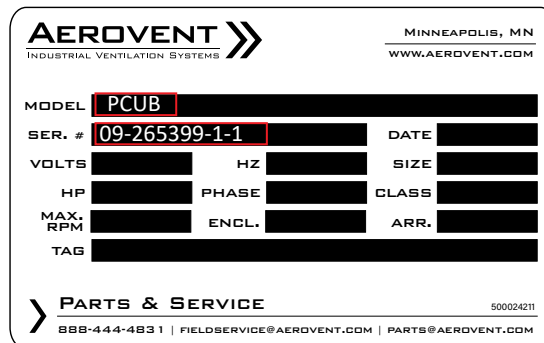 AEROVENT
INDUSTRIAL VENTILATION SYSTEMS
MINNEAPOLIS, MN
WWW.AEROVENT.COM
MODEL PCUB
SER. # 09-265399-1-1 DATE
VOLTS HZ SIZE
HP PHASE CLASS
MAX. RPM ENCL. ARR.
TAG
PARTS & SERVICE 500024211
888-444-4831 | FIELDSERVICE@AEROVENT.COM | PARTS@AEROVENT.COM